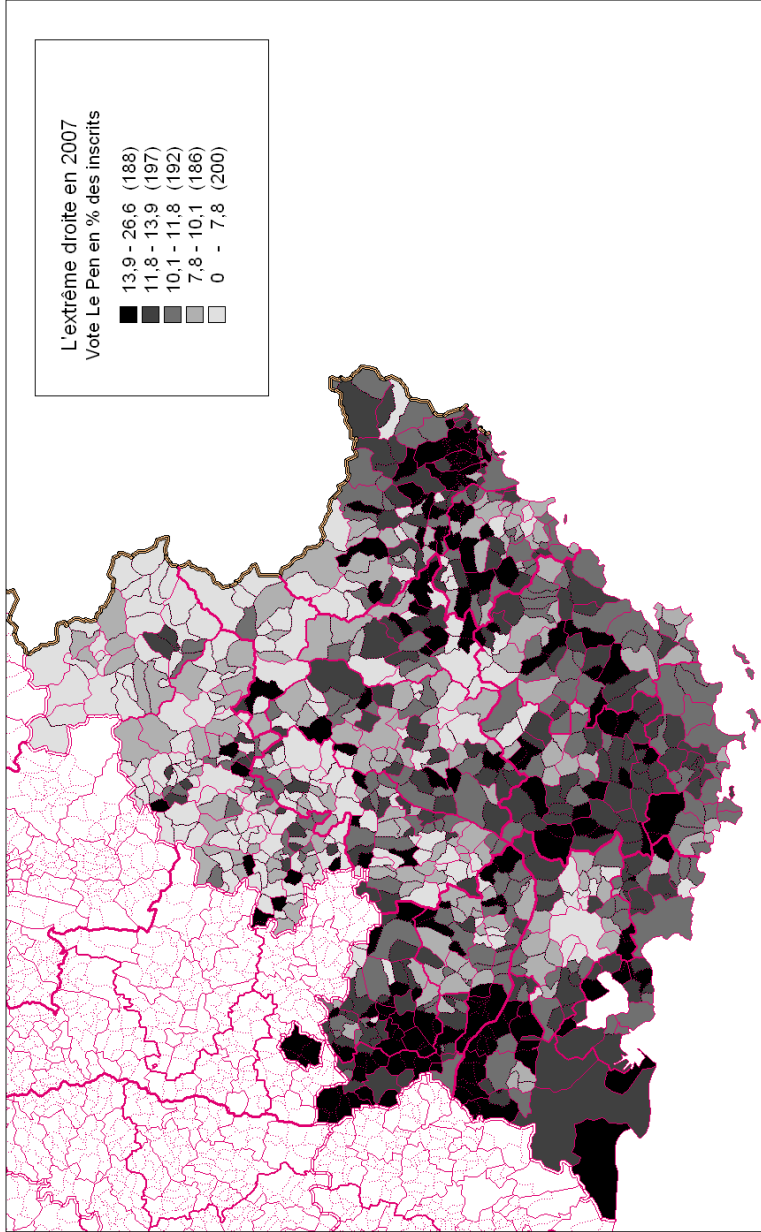 L'extrême droite en 2007
Vote Le Pen en % des inscrits
13,9 - 26,6 (188)
11,8 - 13,9 (197)
10,1 - 11,8 (192)
7,8 - 10,1 (186)
0 - 7,8 (200)